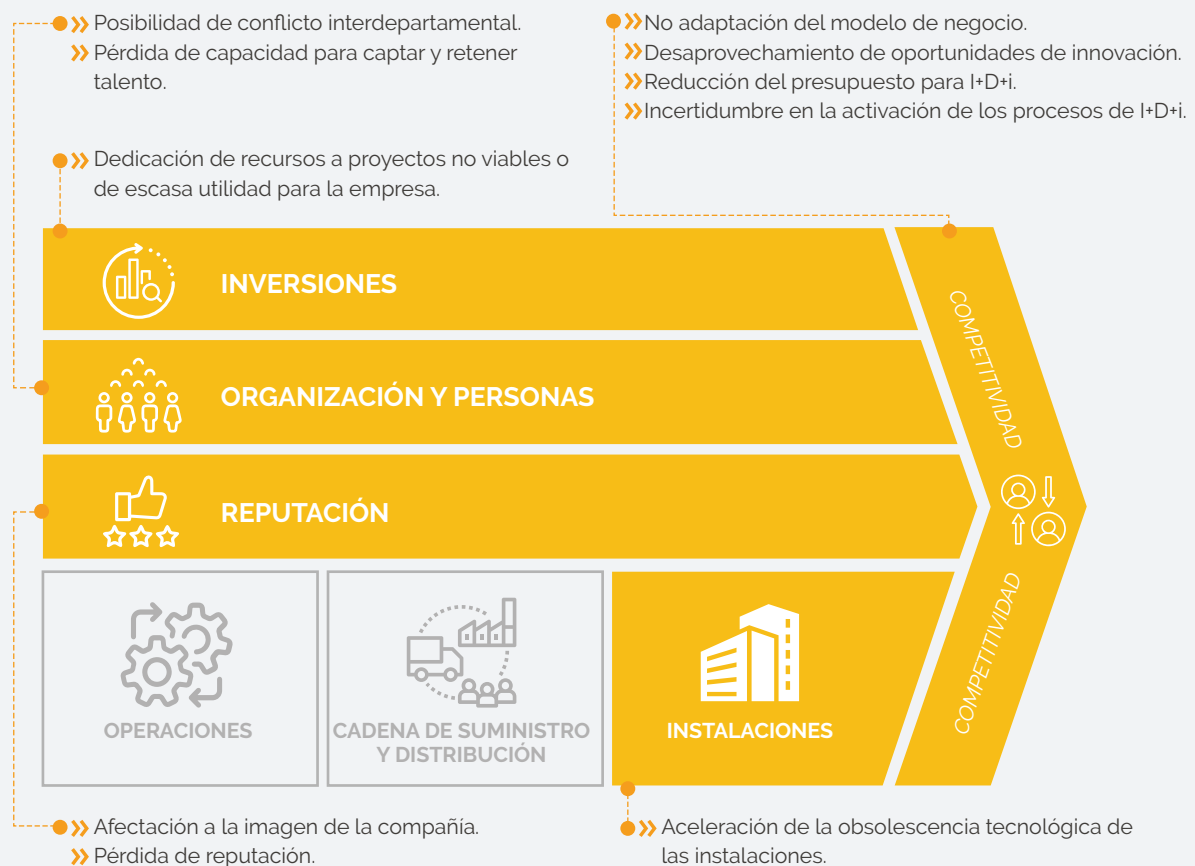 Posibilidad de conflicto interdepartamental.
Pérdida de capacidad para captar y retener
talento.
No adaptación del modelo de negocio.
Desaprovechamiento de oportunidades de innovación.
Reducción del presupuesto para I+D+i.
Incertidumbre en la activación de los procesos de I+D+i.
Dedicación de recursos a proyectos no viables o
de escasa utilidad para la empresa.
INVERSIONES
ORGANIZACIÓN Y PERSONAS
REPUTACIÓN
COMPETITIVIDAD
COMPETITIVIDAD
OPERACIONES
CADENA DE SUMINISTRO
Y DISTRIBUCIÓN
INSTALACIONES
Afectación a la imagen de la compañía.
Pérdida de reputación.
Aceleración de la obsolescencia tecnológica de
las instalaciones.